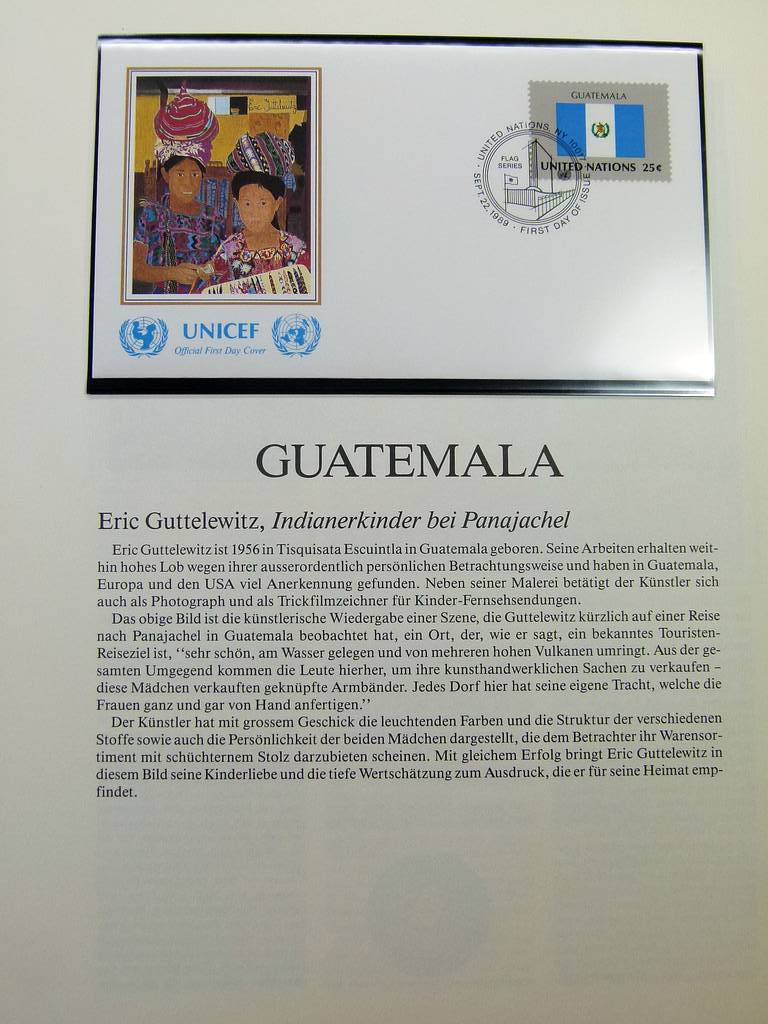 Eric Guttelewitz
GUATEMALA
UNITED NATIONS 25¢
UNITED NATIONS, NY 10017
FLAG
SERIES
SEPT. 22. 1989 · FIRST DAY OF ISSUE
UNICEF
Official First Day Cover
GUATEMALA
Eric Guttelewitz, Indianerkinder bei Panajachel
Eric Guttelewitz ist 1956 in Tisquisata Escuintla in Guatemala geboren. Seine Arbeiten erhalten weit-
hin hohes Lob wegen ihrer ausserordentlich persönlichen Betrachtungsweise und haben in Guatemala,
Europa und den USA viel Anerkennung gefunden. Neben seiner Malerei betätigt der Künstler sich
auch als Photograph und als Trickfilmzeichner für Kinder-Fernsehsendungen.
Das obige Bild ist die künstlerische Wiedergabe einer Szene, die Guttelewitz kürzlich auf einer Reise
nach Panajachel in Guatemala beobachtet hat, ein Ort, der, wie er sagt, ein bekanntes Touristen-
Reiseziel ist, ‘‘sehr schön, am Wasser gelegen und von mehreren hohen Vulkanen umringt. Aus der ge-
samten Umgegend kommen die Leute hierher, um ihre kunsthandwerklichen Sachen zu verkaufen –
diese Mädchen verkauften geknüpfte Armbänder. Jedes Dorf hier hat seine eigene Tracht, welche die
Frauen ganz und gar von Hand anfertigen.’’
Der Künstler hat mit grossem Geschick die leuchtenden Farben und die Struktur der verschiedenen
Stoffe sowie auch die Persönlichkeit der beiden Mädchen dargestellt, die dem Betrachter ihr Warensor-
timent mit schüchternem Stolz darzubieten scheinen. Mit gleichem Erfolg bringt Eric Guttelewitz in
diesem Bild seine Kinderliebe und die tiefe Wertschätzung zum Ausdruck, die er für seine Heimat emp-
findet.